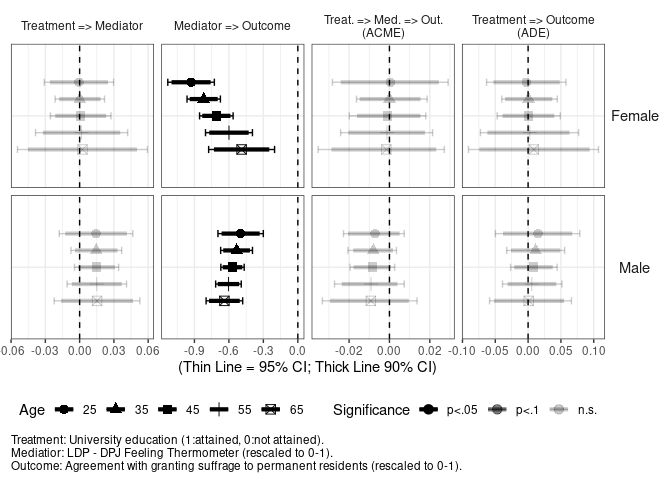 Treatment => Mediator
Mediator => Outcome
Treat. => Med. => Out.
(ACME)
Treatment => Outcome
(ADE)
Female
Male
-0.06 -0.03 0.00 0.03 0.06
-0.9 -0.6 -0.3 0.0
-0.02 0.00 0.02
-0.10 -0.05 0.00 0.05 0.10
(Thin Line = 95% CI; Thick Line 90% CI)
Age 25 35 45 55 65 Significance p<.05 p<.1 n.s.
Treatment: University education (1:attained, 0:not attained).
Mediatior: LDP - DPJ Feeling Thermometer (rescaled to 0-1).
Outcome: Agreement with granting suffrage to permanent residents (rescaled to 0-1).